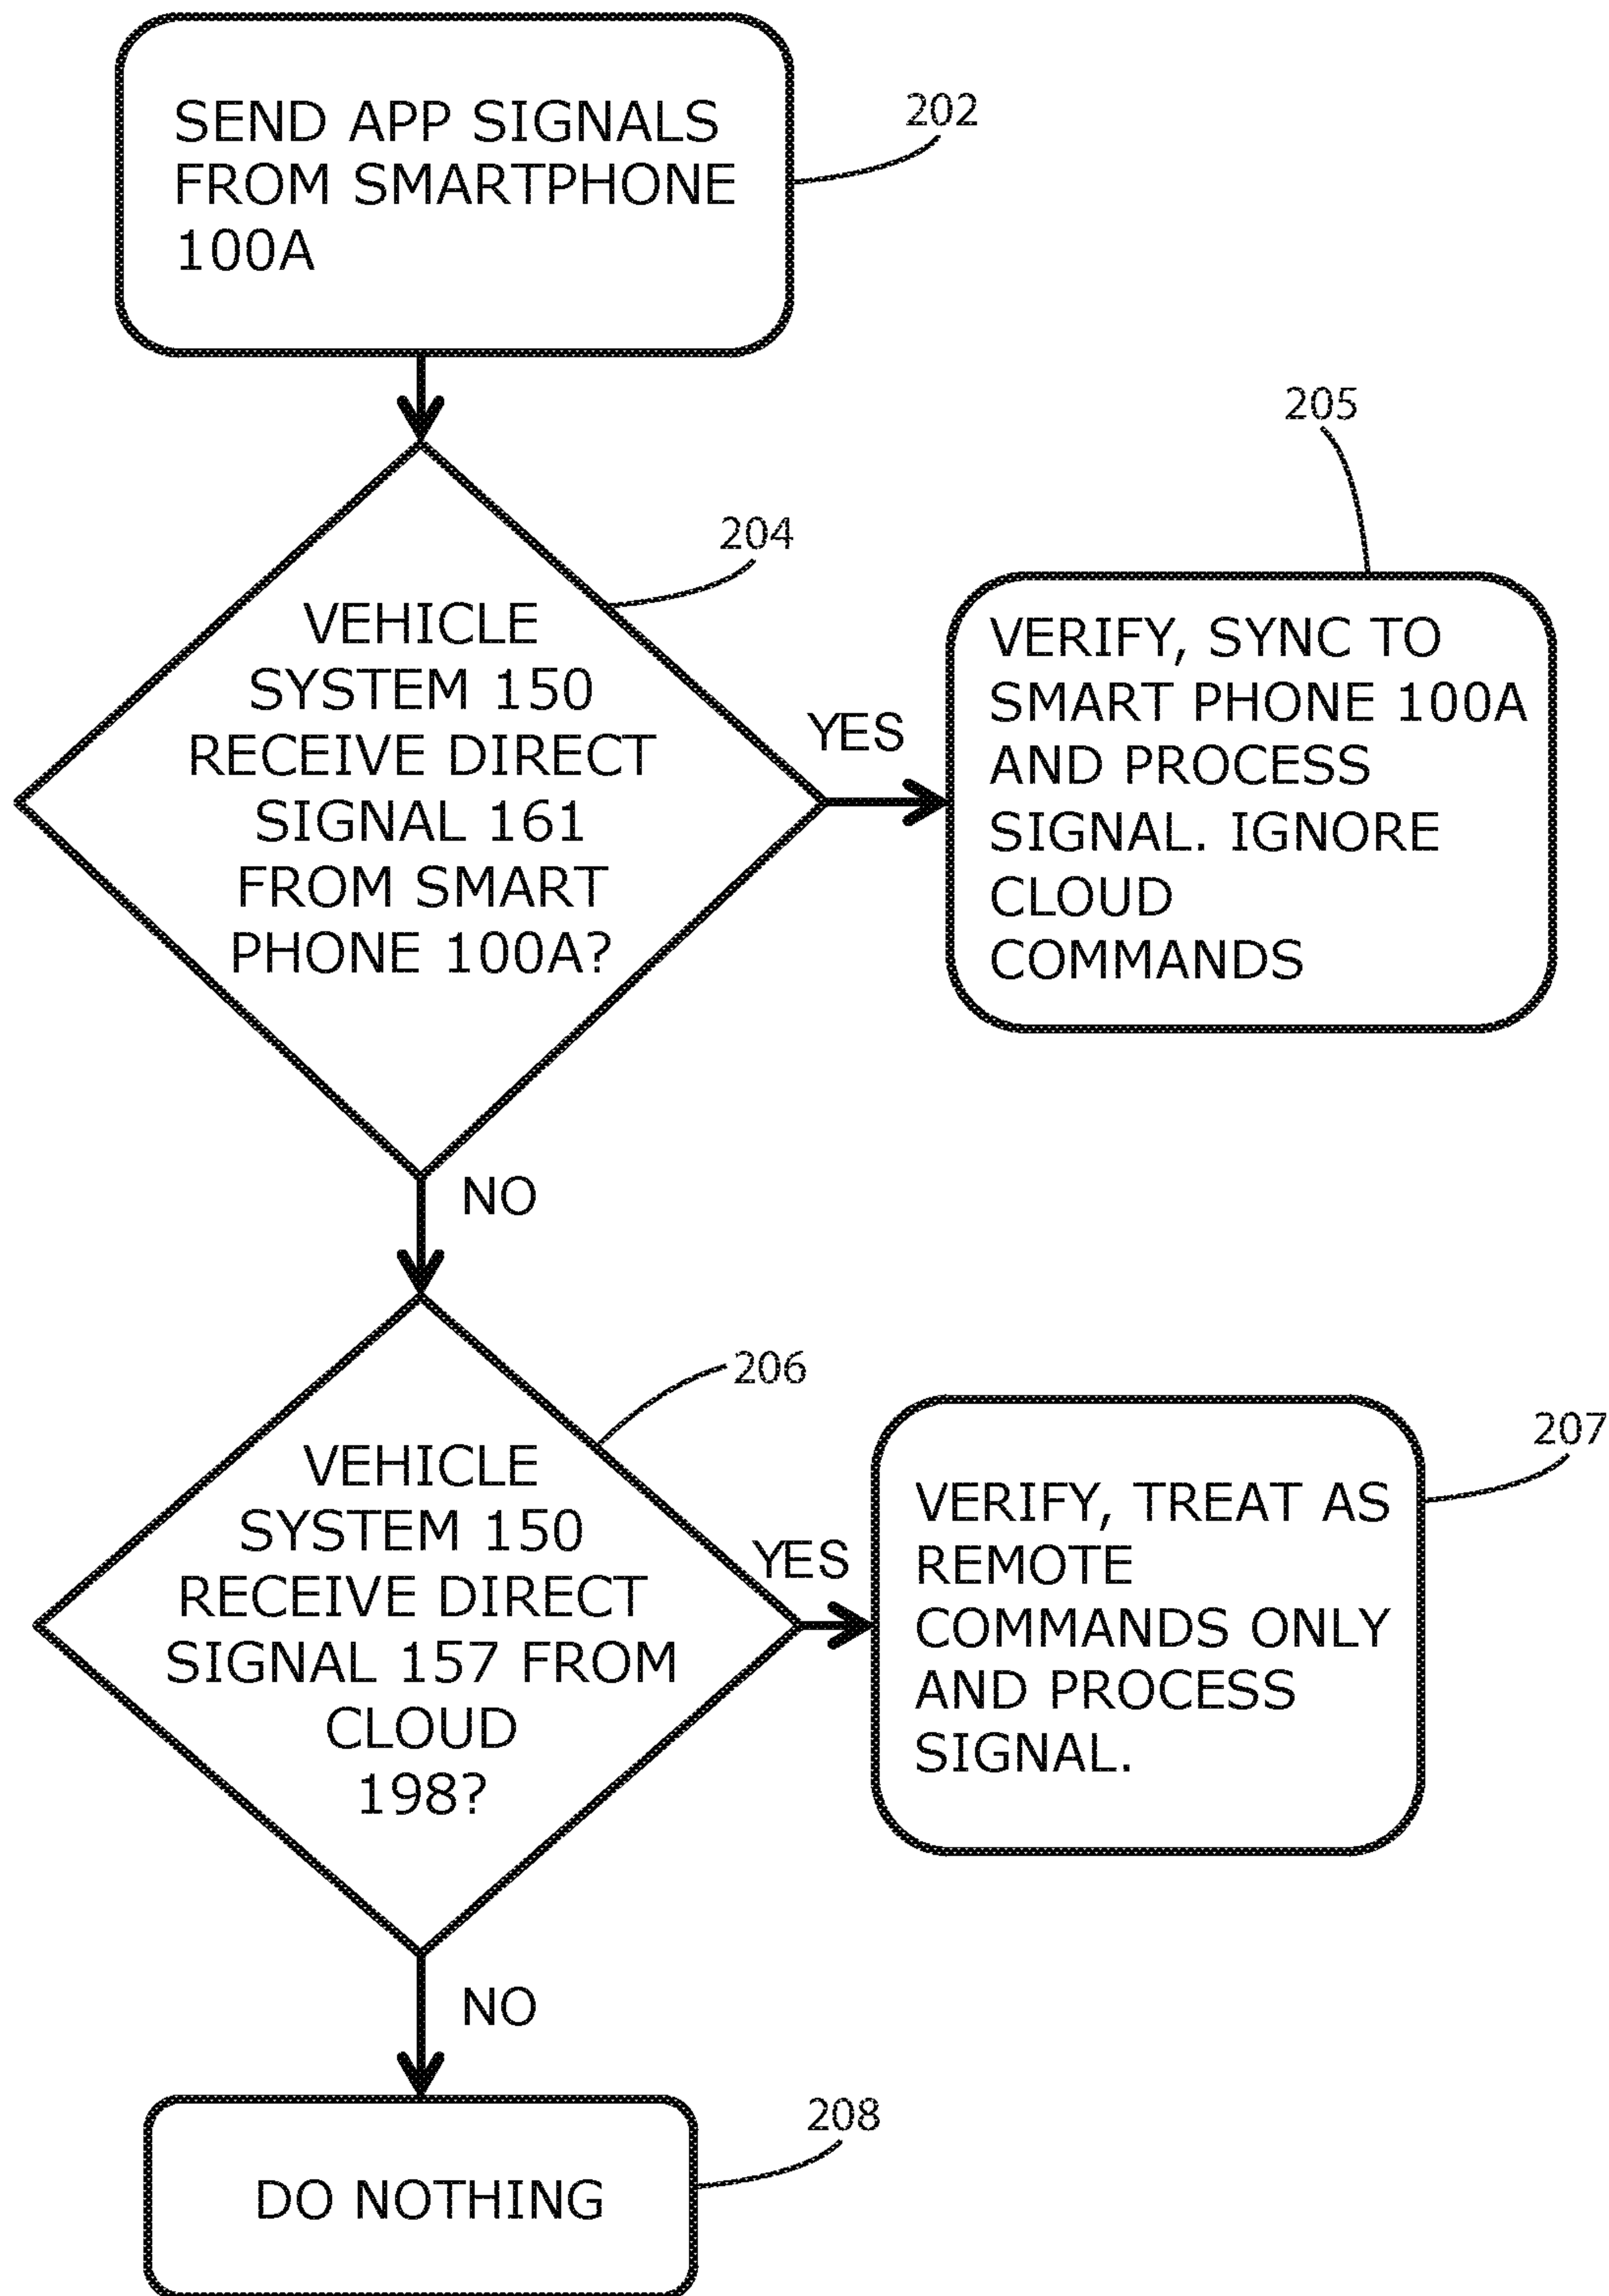 SEND APP SIGNALS
FROM SMARTPHONE
100A
202
204
VEHICLE
SYSTEM 150
RECEIVE DIRECT
SIGNAL 161
FROM SMART
PHONE 100A?
YES
205
VERIFY, SYNC TO
SMART PHONE 100A
AND PROCESS
SIGNAL. IGNORE
CLOUD
COMMANDS
NO
206
VEHICLE
SYSTEM 150
RECEIVE DIRECT
SIGNAL 157 FROM
CLOUD
198?
YES
207
VERIFY, TREAT AS
REMOTE
COMMANDS ONLY
AND PROCESS
SIGNAL.
NO
208
DO NOTHING